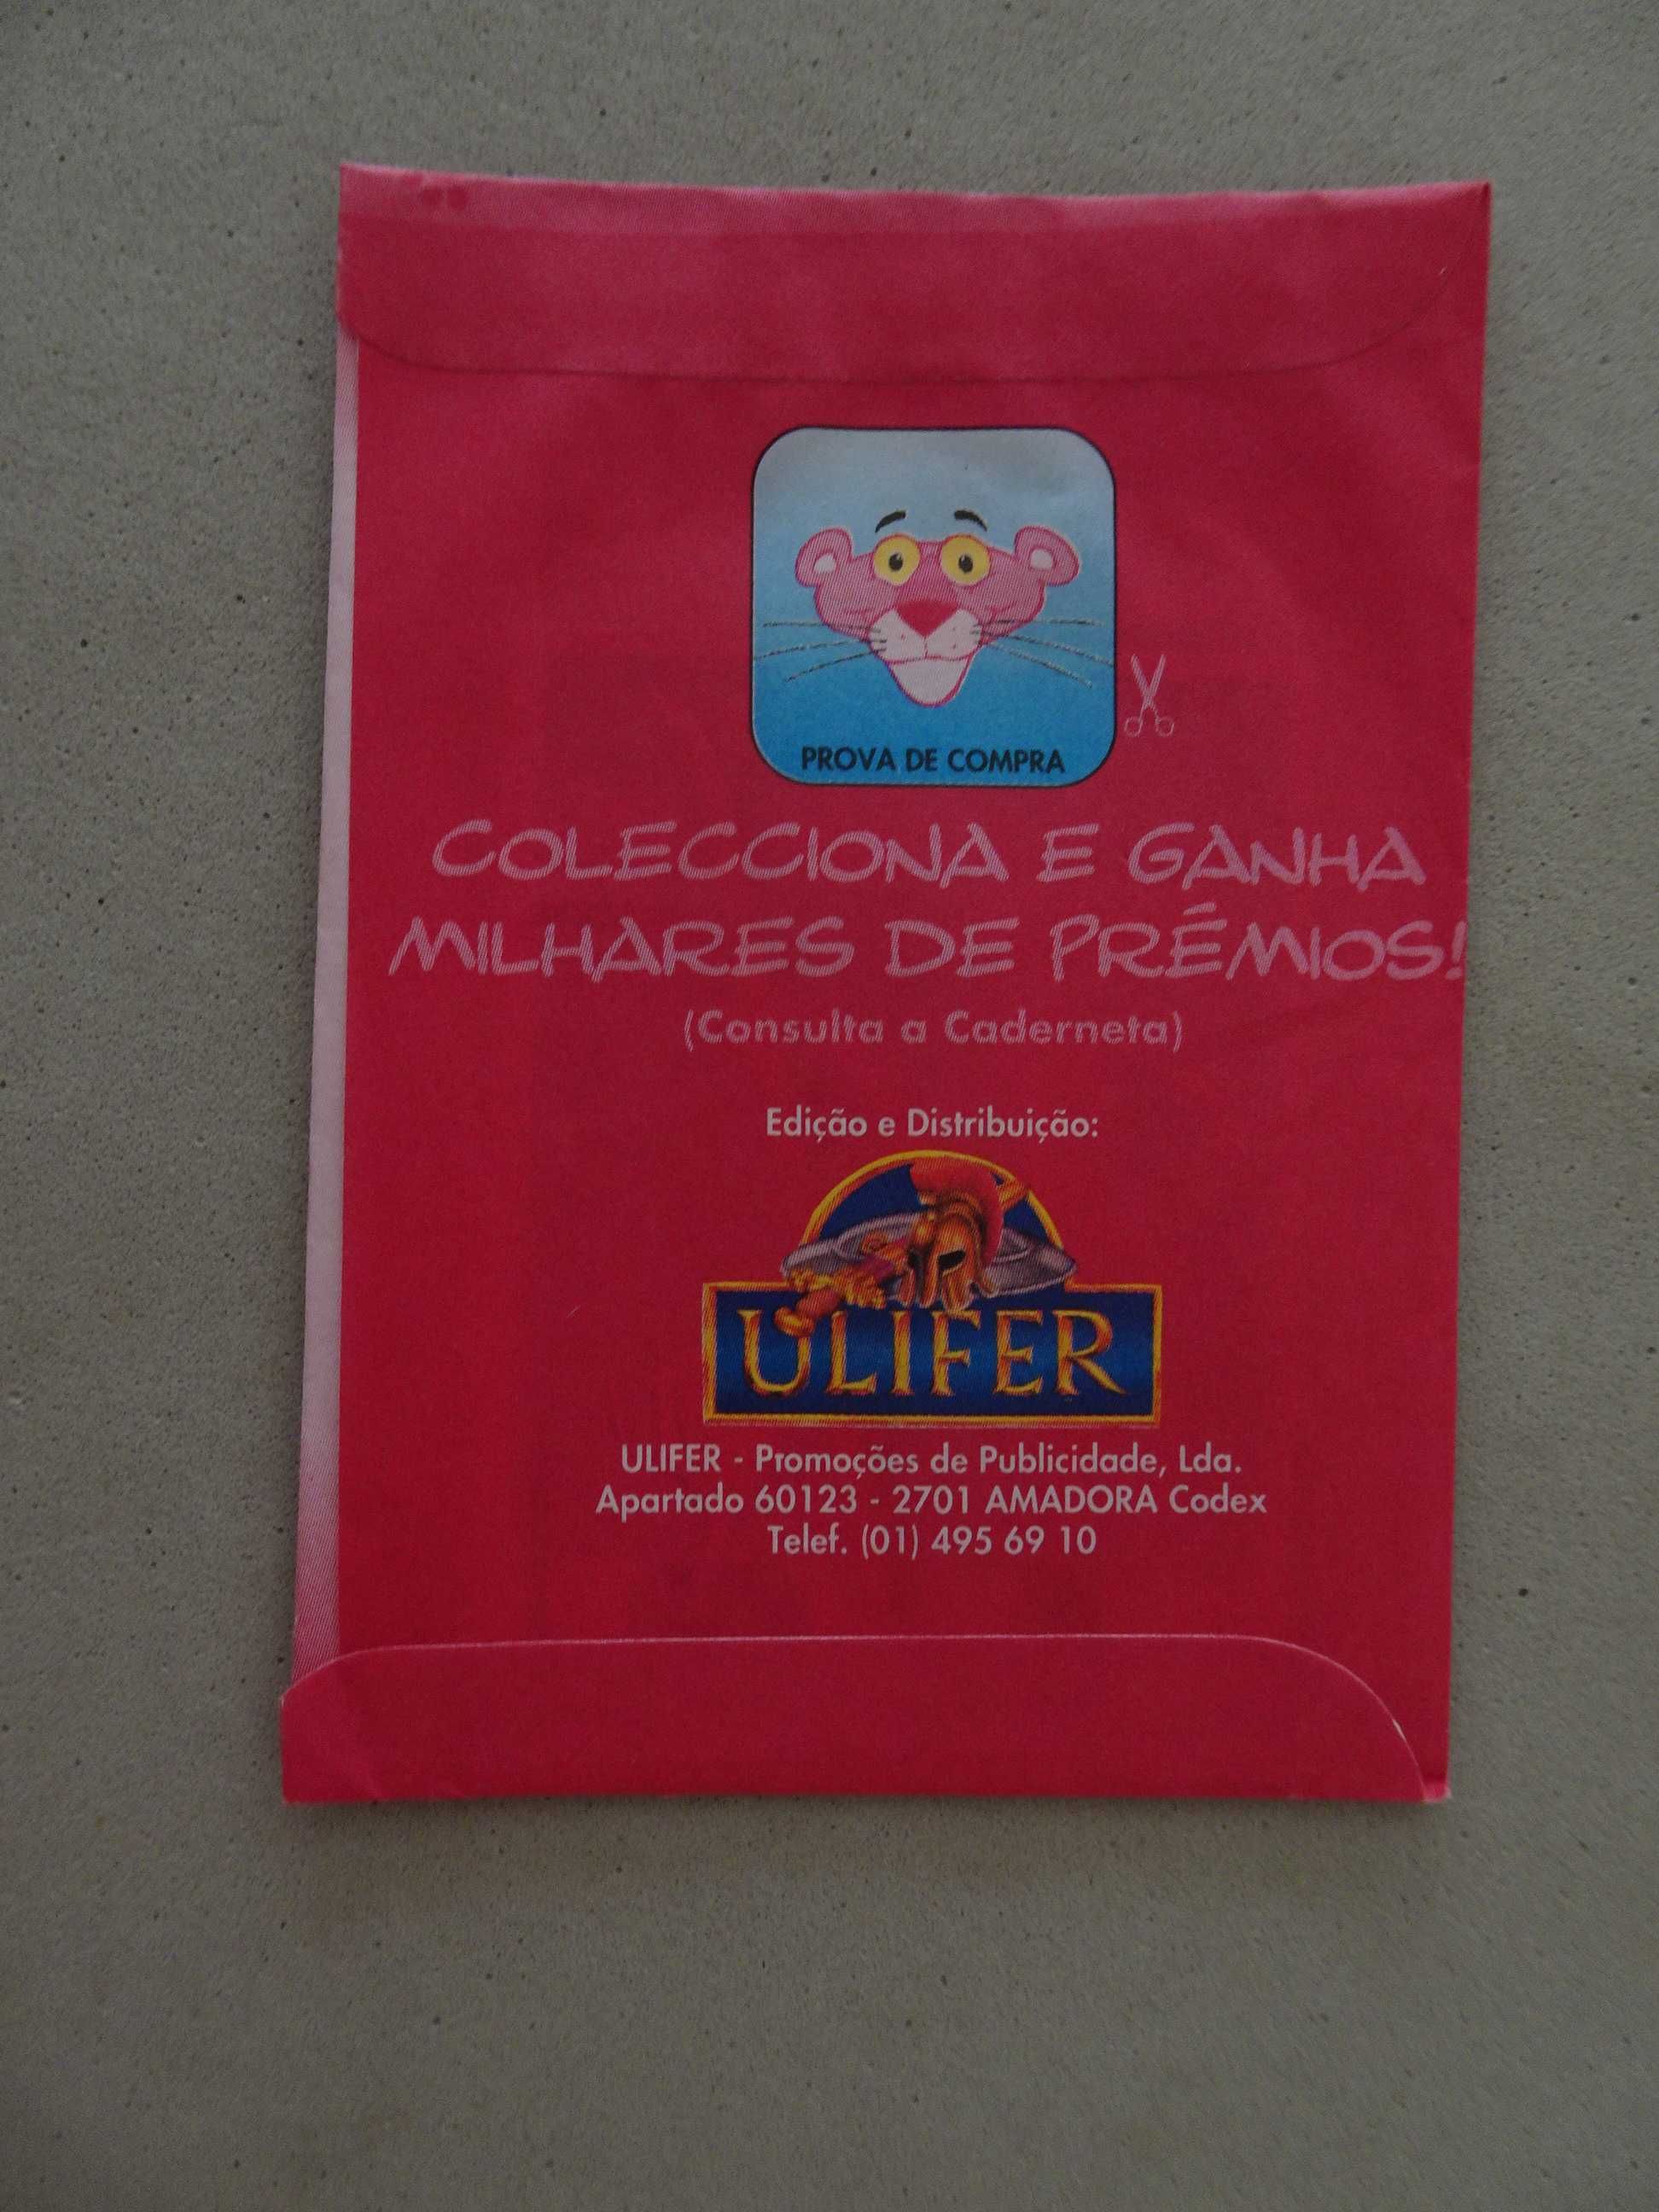 PROVA DE COMPRA
COLECCIONA E GANHA
MILHARES DE PRÉMIOS!
(Consulta a Caderneta)
Edição e Distribuição:
ULIFER
ULIFER - Promoções de Publicidade, Lda.
Apartado 60123 - 2701 AMADORA Codex
Telef. (01) 495 69 10